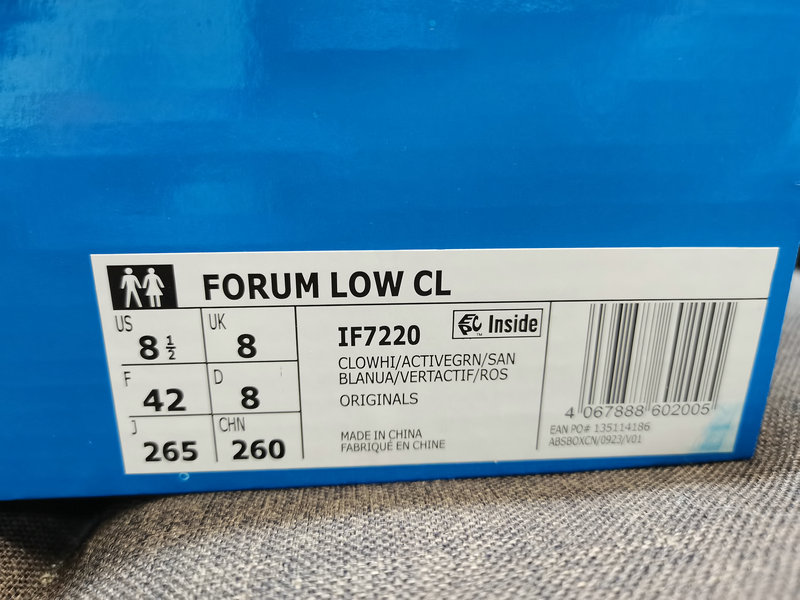 FORUM LOW CL
US 8 1/2
UK 8
F 42
D 8
J 265
CHN 260
IF7220
EC Inside
TM
CLOWHI/ACTIVEGRN/SAN
BLANUA/VERTACTIF/ROS
ORIGINALS
MADE IN CHINA
FABRIQUÉ EN CHINE
4 067888 602005
EAN PO# 135114186
ABSBOXCN/0923/V01